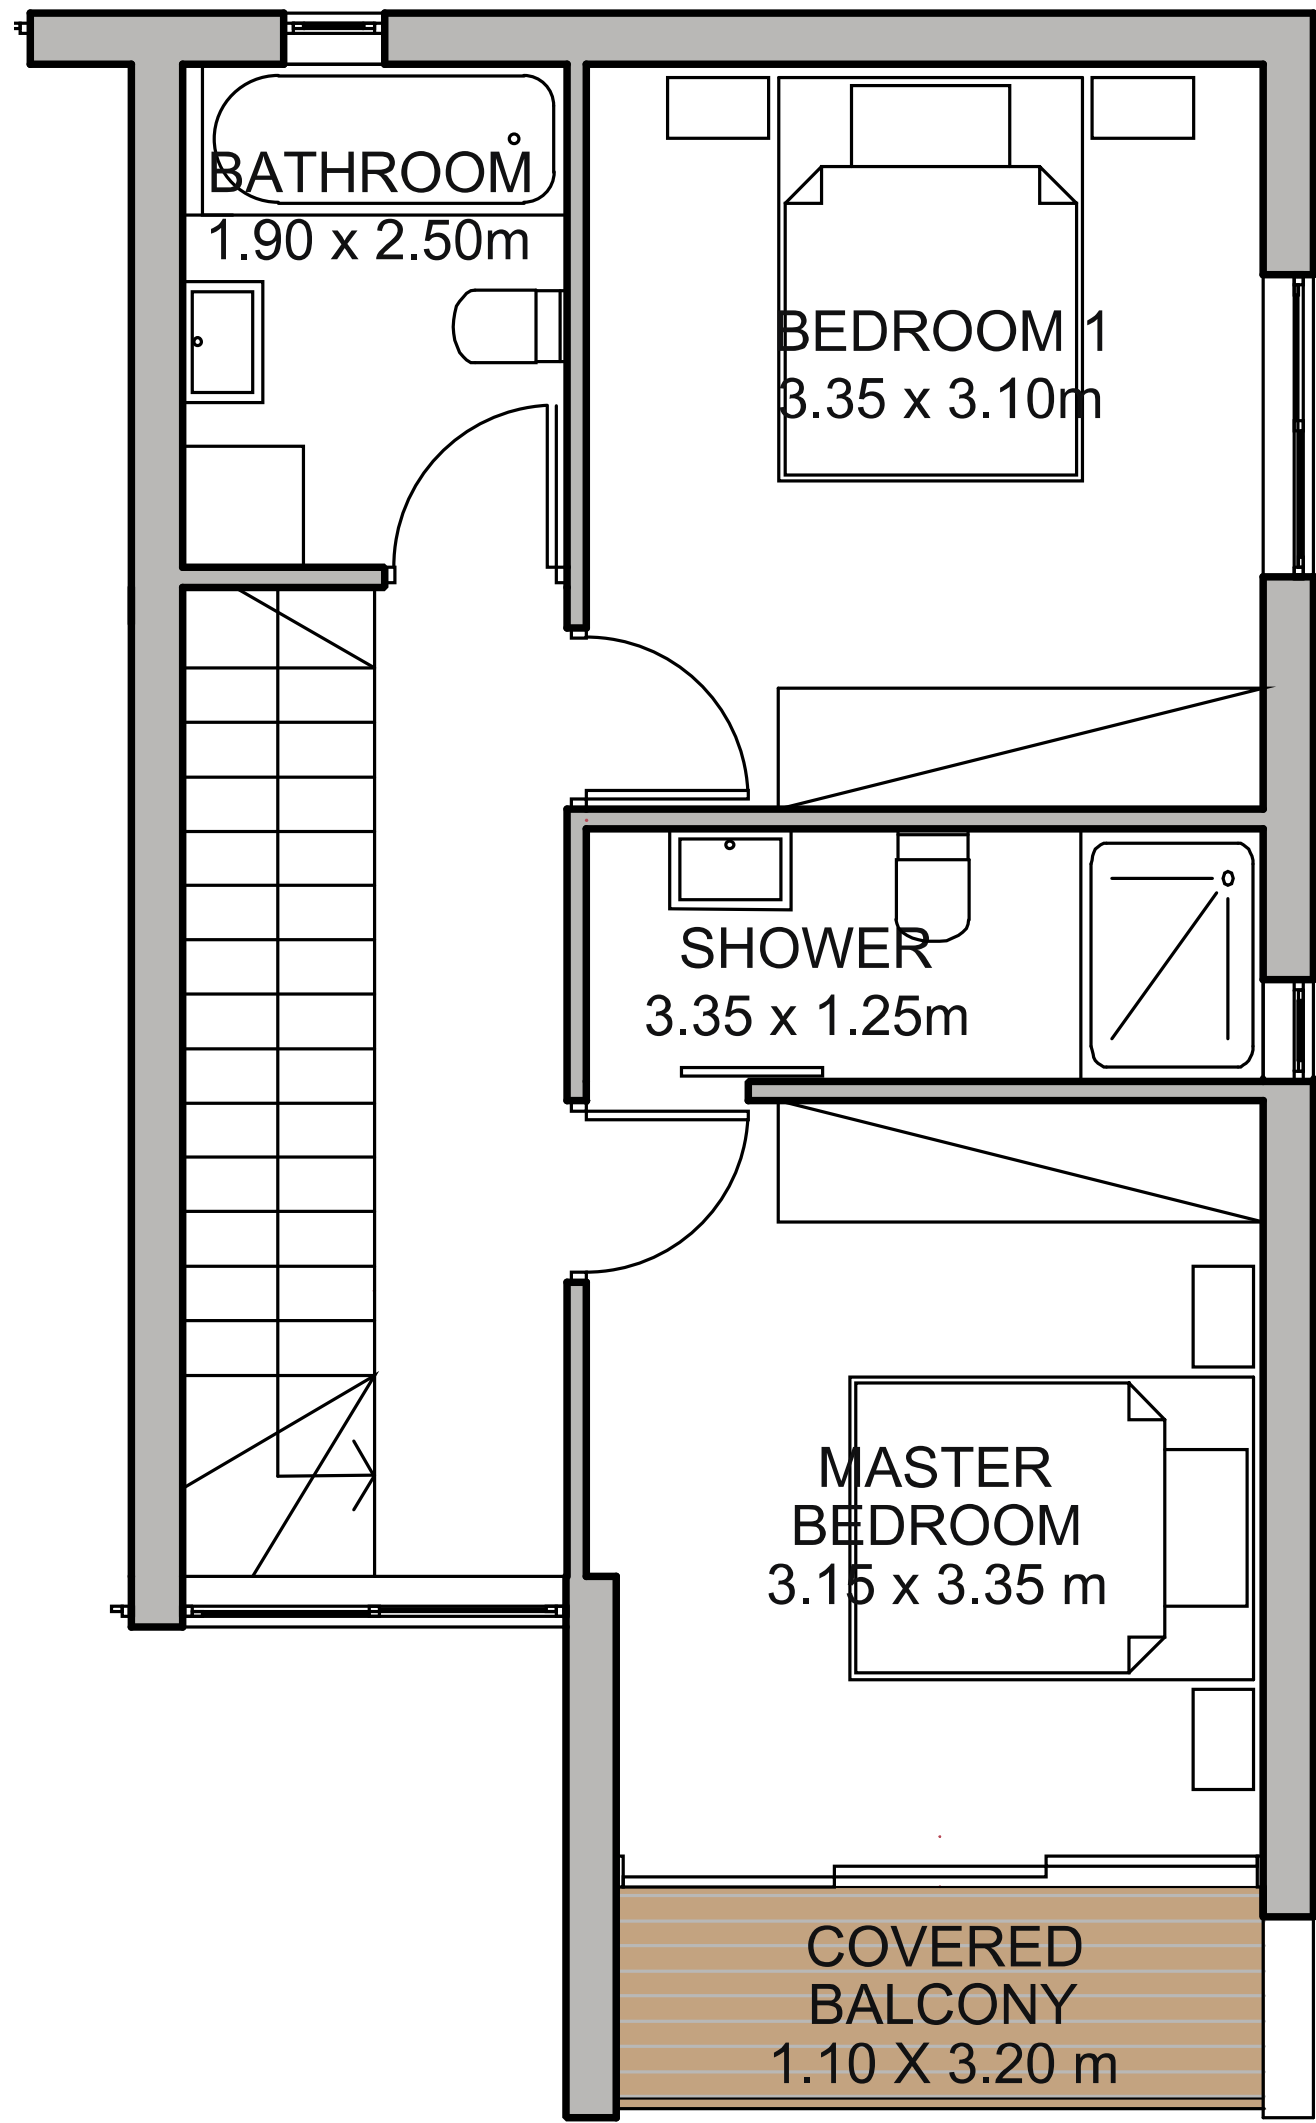 BATHROOM
1.90 x 2.50m
BEDROOM 1
3.35 x 3.10m
SHOWER
3.35 x 1.25m
MASTER
BEDROOM
3.15 x 3.35 m
COVERED
BALCONY
1.10 X 3.20 m